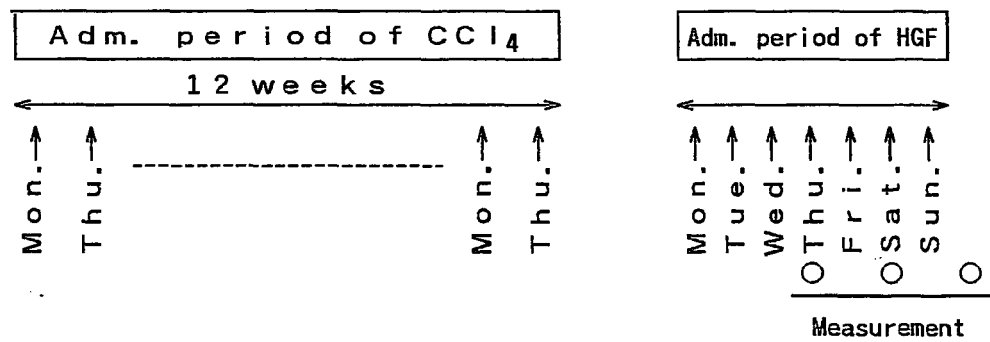 Adm. period of CCl4
Adm. period of HGF
12 weeks
Mon.
Thu.
Mon.
Thu.
Mon.
Tue.
Wed.
Thu.
Fri.
Sat.
Sun.
Measurement